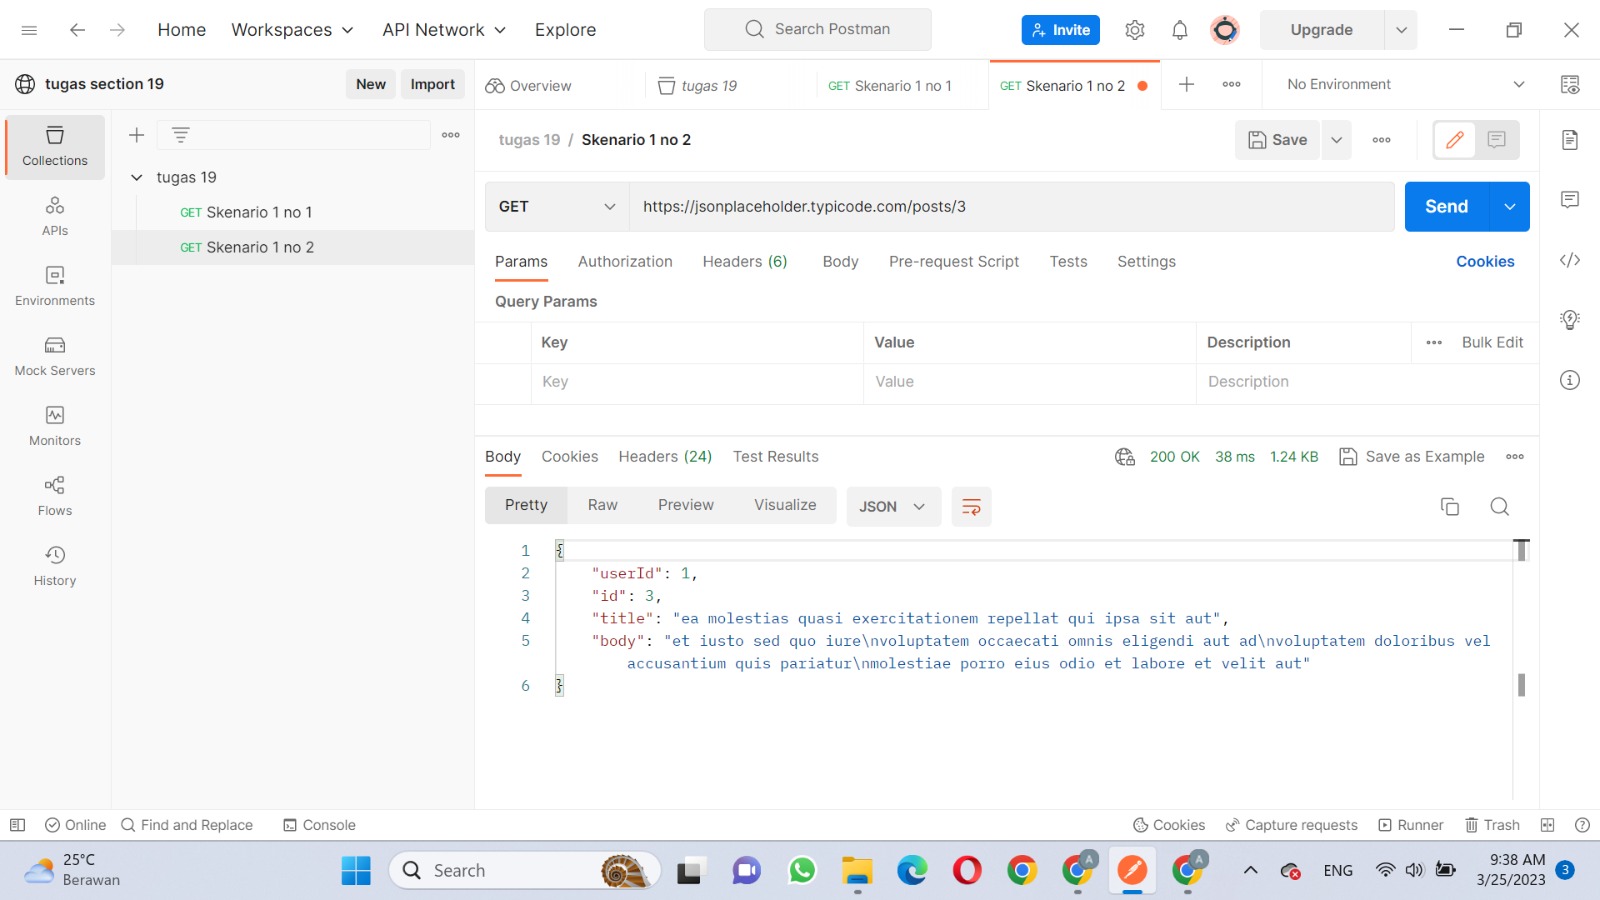 Home
Workspaces
API Network
Explore
Search Postman
Invite
Upgrade
tugas section 19
New
Import
Overview
tugas 19
GET Skenario 1 no 1
GET Skenario 1 no 2
No Environment
Collections
APIs
Environments
Mock Servers
Monitors
Flows
History
tugas 19
GET Skenario 1 no 1
GET Skenario 1 no 2
tugas 19 / Skenario 1 no 2
Save
GET
https://jsonplaceholder.typicode.com/posts/3
Send
Params
Authorization
Headers (6)
Body
Pre-request Script
Tests
Settings
Cookies
Query Params
Key
Value
Description
Bulk Edit
Key
Value
Description
Body
Cookies
Headers (24)
Test Results
200 OK
38 ms
1.24 KB
Save as Example
Pretty
Raw
Preview
Visualize
JSON
1 {
2 "userId": 1,
3 "id": 3,
4 "title": "ea molestias quasi exercitationem repellat qui ipsa sit aut",
5 "body": "et iusto sed quo iure\nvoluptatem occaecati omnis eligendi aut ad\nvoluptatem doloribus vel
accusantium quis pariatur\nmolestiae porro eius odio et labore et velit aut"
6 }
Online
Find and Replace
Console
Cookies
Capture requests
Runner
Trash
25°C
Berawan
Search
A
A
ENG
9:38 AM
3/25/2023
3